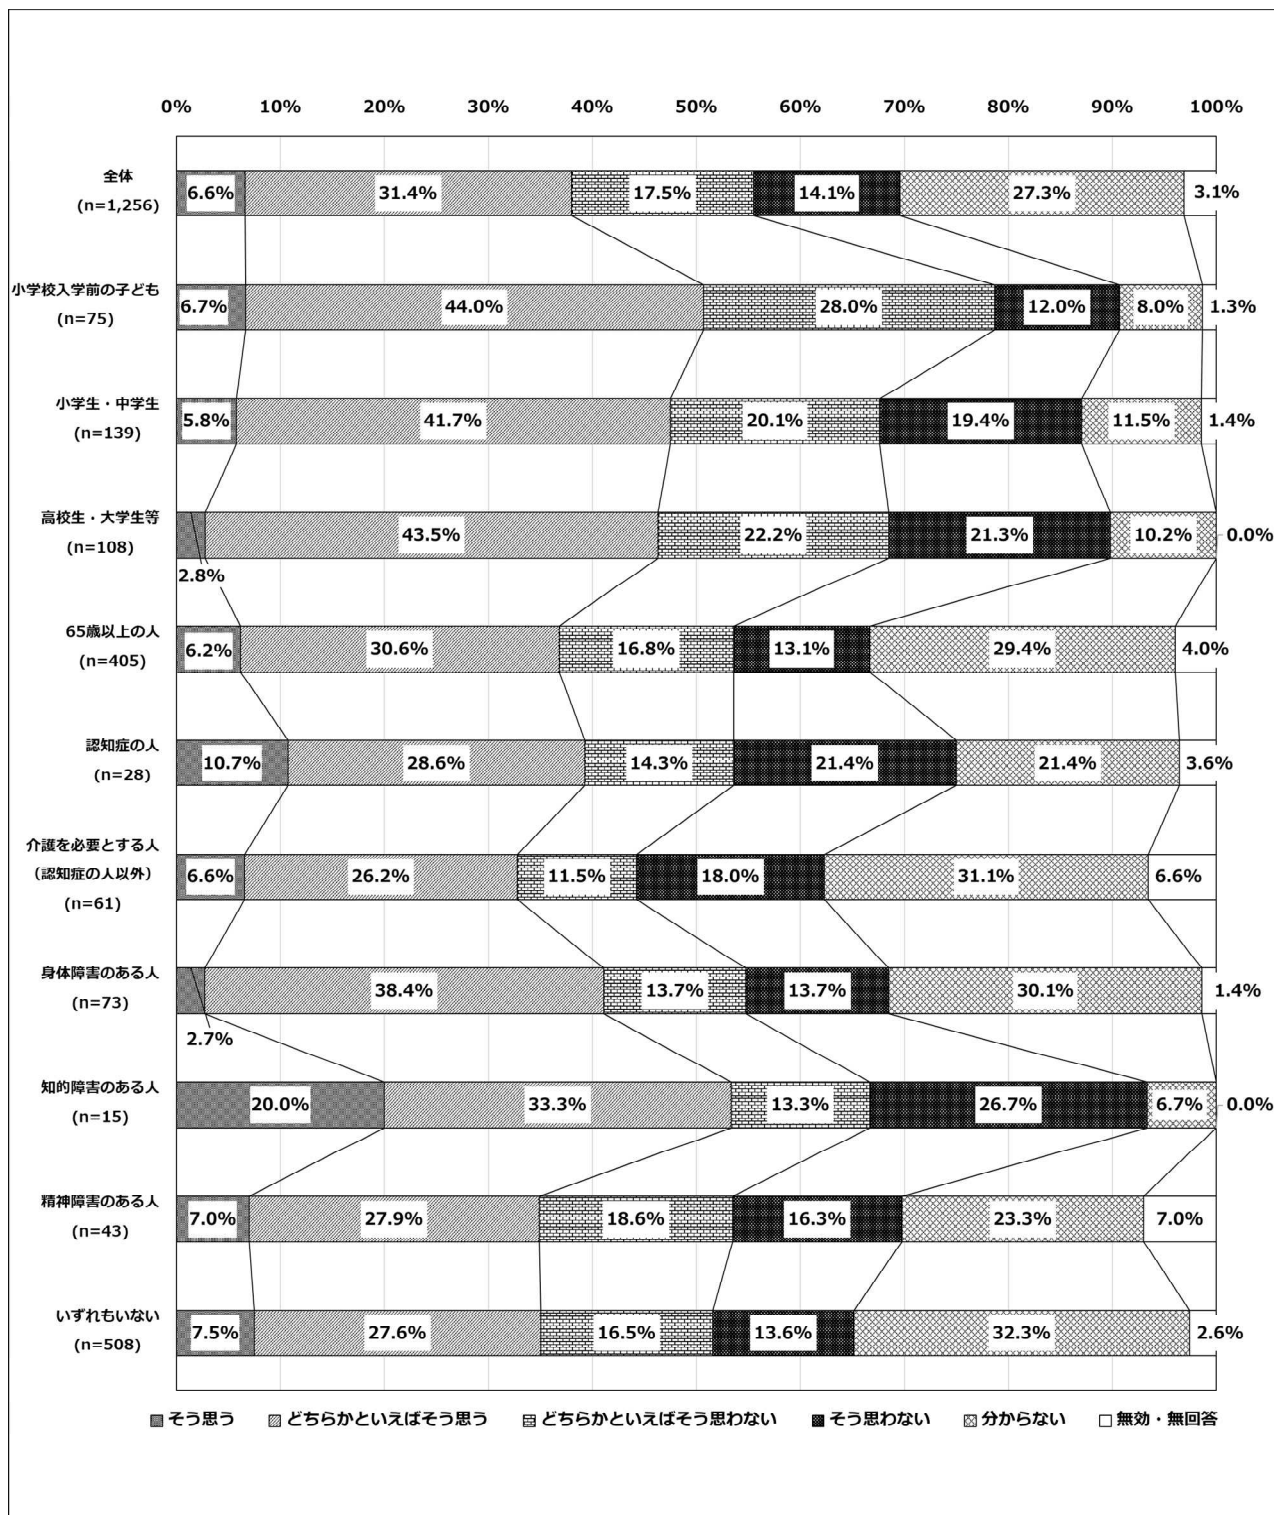 0% 10% 20% 30% 40% 50% 60% 70% 80% 90% 100%
全体
(n=1,256)
6.6% 31.4% 17.5% 14.1% 27.3% 3.1%
小学校入学前の子ども
(n=75)
6.7% 44.0% 28.0% 12.0% 8.0% 1.3%
小学生・中学生
(n=139)
5.8% 41.7% 20.1% 19.4% 11.5% 1.4%
高校生・大学生等
(n=108)
43.5% 22.2% 21.3% 10.2% 0.0%
2.8%
65歳以上の人
(n=405)
6.2% 30.6% 16.8% 13.1% 29.4% 4.0%
認知症の人
(n=28)
10.7% 28.6% 14.3% 21.4% 21.4% 3.6%
介護を必要とする人
（認知症の人以外）
(n=61)
6.6% 26.2% 11.5% 18.0% 31.1% 6.6%
身体障害のある人
(n=73)
38.4% 13.7% 13.7% 30.1% 1.4%
2.7%
知的障害のある人
(n=15)
20.0% 33.3% 13.3% 26.7% 6.7% 0.0%
精神障害のある人
(n=43)
7.0% 27.9% 18.6% 16.3% 23.3% 7.0%
いずれもいない
(n=508)
7.5% 27.6% 16.5% 13.6% 32.3% 2.6%
そう思う どちらかといえばそう思う どちらかといえばそう思わない そう思わない 分からない 無効・無回答